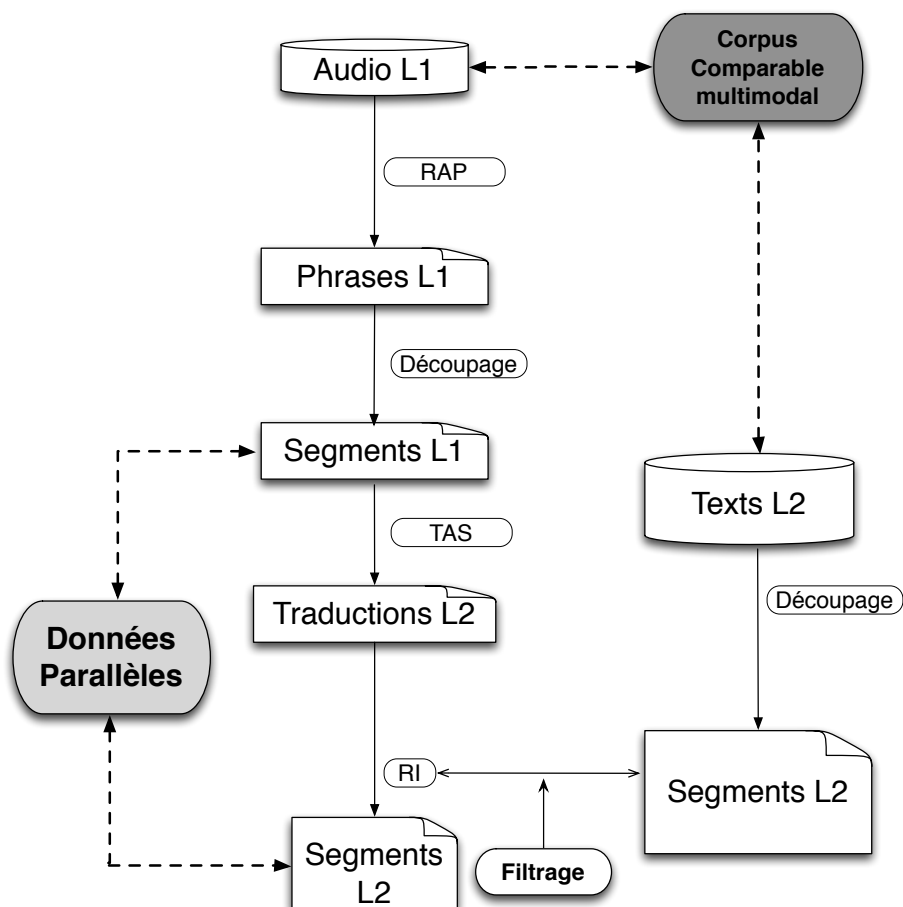 Audio L1
Corpus
Comparable
multimodal
RAP
Phrases L1
Découpage
Segments L1
Texts L2
TAS
Découpage
Traductions L2
Données
Parallèles
RI
Segments L2
Filtrage
Segments
L2